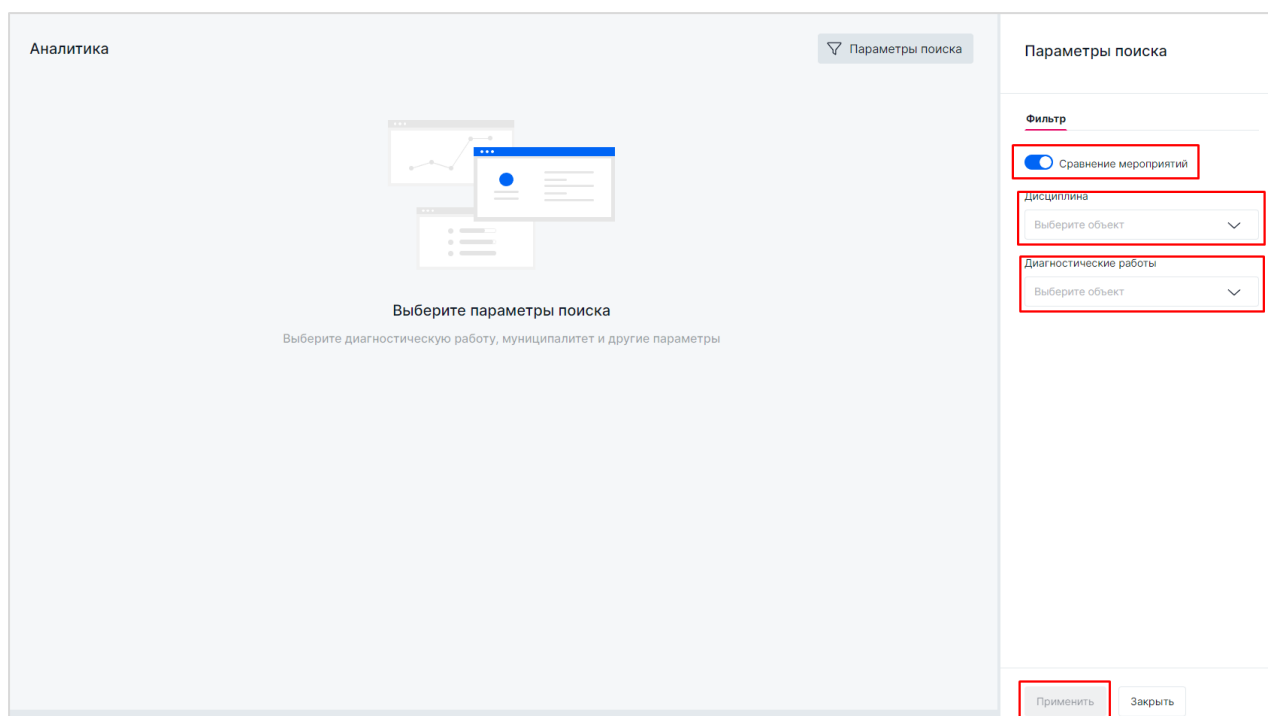 Аналитика
Параметры поиска
Выберите параметры поиска
Выберите диагностическую работу, муниципалитет и другие параметры
Параметры поиска
Фильтр
Сравнение мероприятий
Дисциплина
Выберите объект
Диагностические работы
Выберите объект
Применить
Закрыть